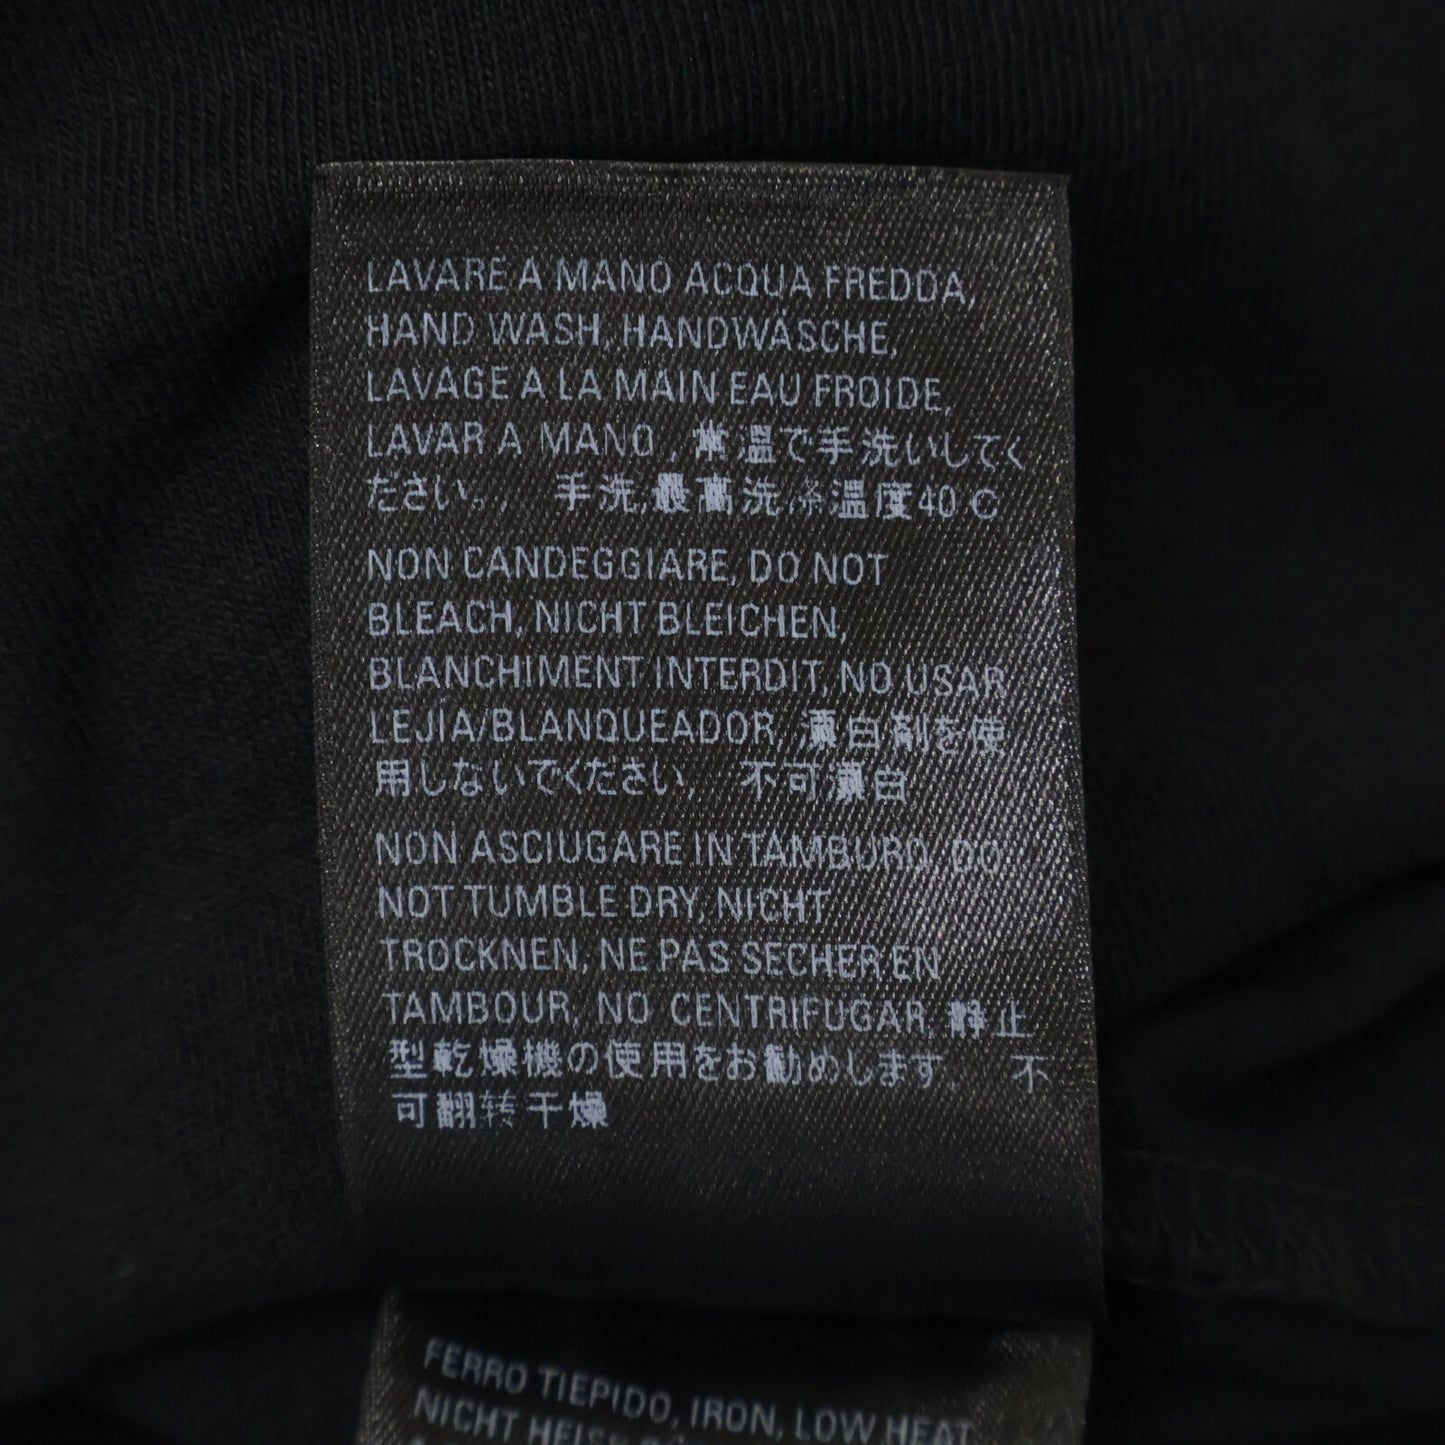 LAVARE A MANO ACQUA FREDDA,
HAND WASH, HANDWÄSCHE,
LAVAGE A LA MAIN EAU FROIDE,
LAVAR A MANO , 常温で手洗いしてく
ださい。, 手洗,最高洗涤温度40 C
NON CANDEGGIARE, DO NOT
BLEACH, NICHT BLEICHEN,
BLANCHIMENT INTERDIT, NO USAR
LEJÍA/BLANQUEADOR, 漂白剤を使
用しないでください, 不可漂白
NON ASCIUGARE IN TAMBURO, DO
NOT TUMBLE DRY, NICHT
TROCKNEN, NE PAS SECHER EN
TAMBOUR, NO CENTRIFUGAR, 静止
型乾燥機の使用をお勧めします, 不
可翻转干燥
FERRO TIEPIDO, IRON, LOW HEAT
NICHT